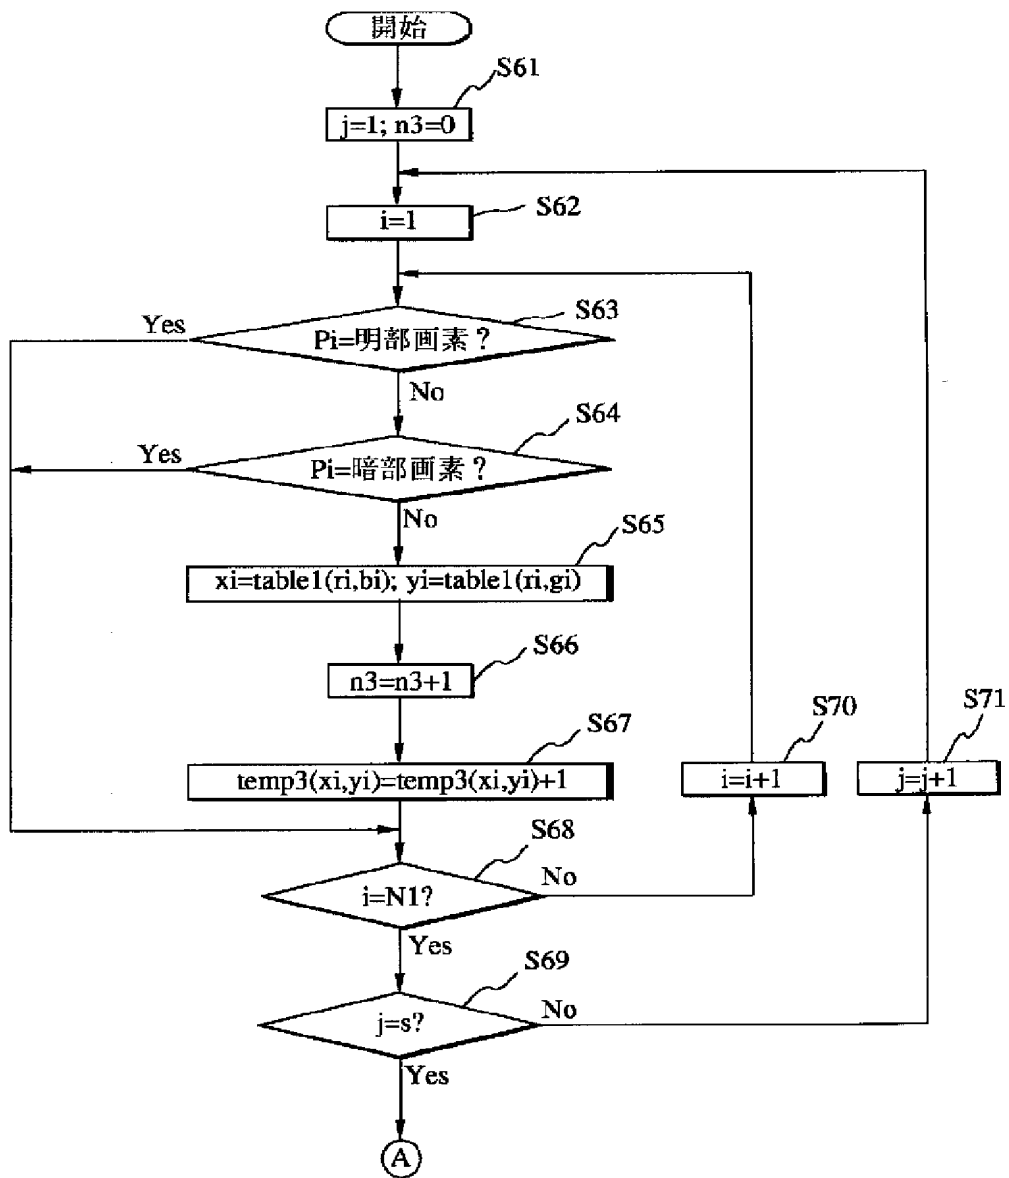 開始
S61
j=1; n3=0
S62
i=1
S63
Yes
Pi=明部画素？
No
S64
Yes
Pi=暗部画素？
No
S65
xi=table1(ri,bi); yi=table1(ri,gi)
S66
n3=n3+1
S67
temp3(xi,yi)=temp3(xi,yi)+1
S70
i=i+1
S71
j=j+1
S68
i=N1?
No
Yes
S69
j=s?
No
Yes
A